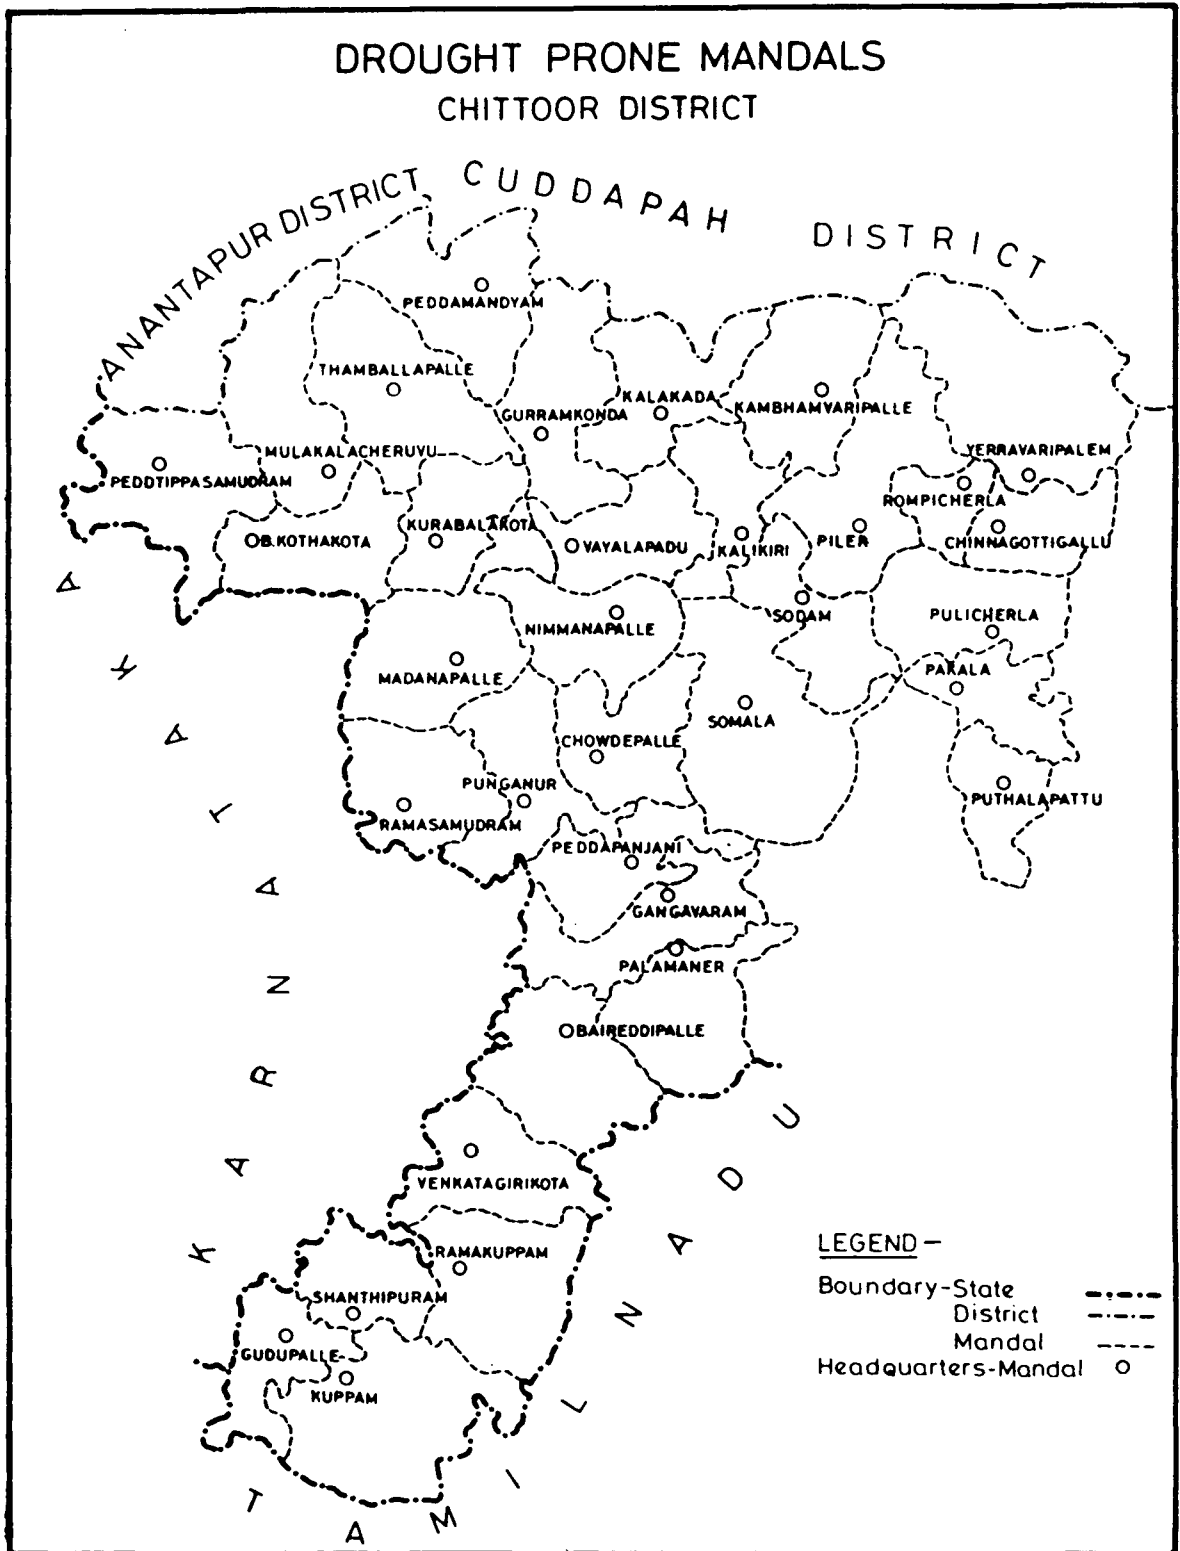 DROUGHT PRONE MANDALS
CHITTOOR DISTRICT
ANANTAPUR DISTRICT
CUDDAPAH DISTRICT
PEDDAMANDYAM
THAMBALLAPALLE
KALAKADA
GURRAMKONDA
KAMBHAMVARIPALLE
MULAKALACHERUVU
YERRAVARIPALEM
PEDDTIPPASAMUDRAM
ROMPICHERLA
KURABALAKOTA
B.KOTHAKOTA
VAYALAPADU
KALIKIRI
PILER
CHINNAGOTTIGALLU
SODAM
PULICHERLA
NIMMANAPALLE
MADANAPALLE
PAKALA
SOMALA
CHOWDEPALLE
PUNGANUR
PUTHALAPATTU
RAMASAMUDRAM
PEDDAPANJANI
GANGAVARAM
PALAMANER
BAIREDDIPALLE
VENKATAGIRIKOTA
RAMAKUPPAM
SHANTHIPURAM
GUDUPALLE
KUPPAM
KARNATAKA
TAMIL NADU
LEGEND –
Boundary-State
District
Mandal
Headquarters-Mandal